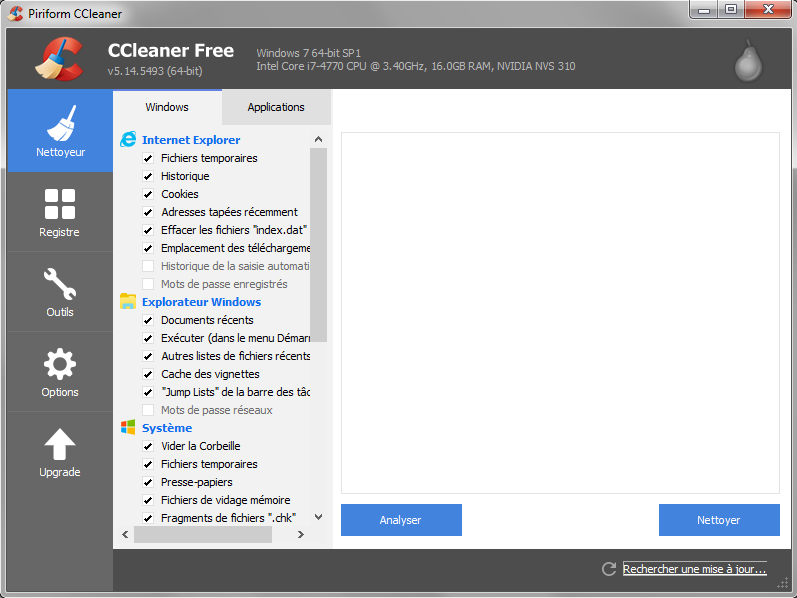 Piriform CCleaner
CCleaner Free
v5.14.5493 (64-bit)
Windows 7 64-bit SP1
Intel Core i7-4770 CPU @ 3.40GHz, 16.0GB RAM, NVIDIA NVS 310
Nettoyeur
Registre
Outils
Options
Upgrade
Windows
Applications
Internet Explorer
Fichiers temporaires
Historique
Cookies
Adresses tapées récemment
Effacer les fichiers "index.dat"
Emplacement des téléchargeme
Historique de la saisie automati
Mots de passe enregistrés
Explorateur Windows
Documents récents
Exécuter (dans le menu Démarr
Autres listes de fichiers récents
Cache des vignettes
"Jump Lists" de la barre des tâc
Mots de passe réseaux
Système
Vider la Corbeille
Fichiers temporaires
Presse-papiers
Fichiers de vidage mémoire
Fragments de fichiers ".chk"
Analyser
Nettoyer
Rechercher une mise à jour...